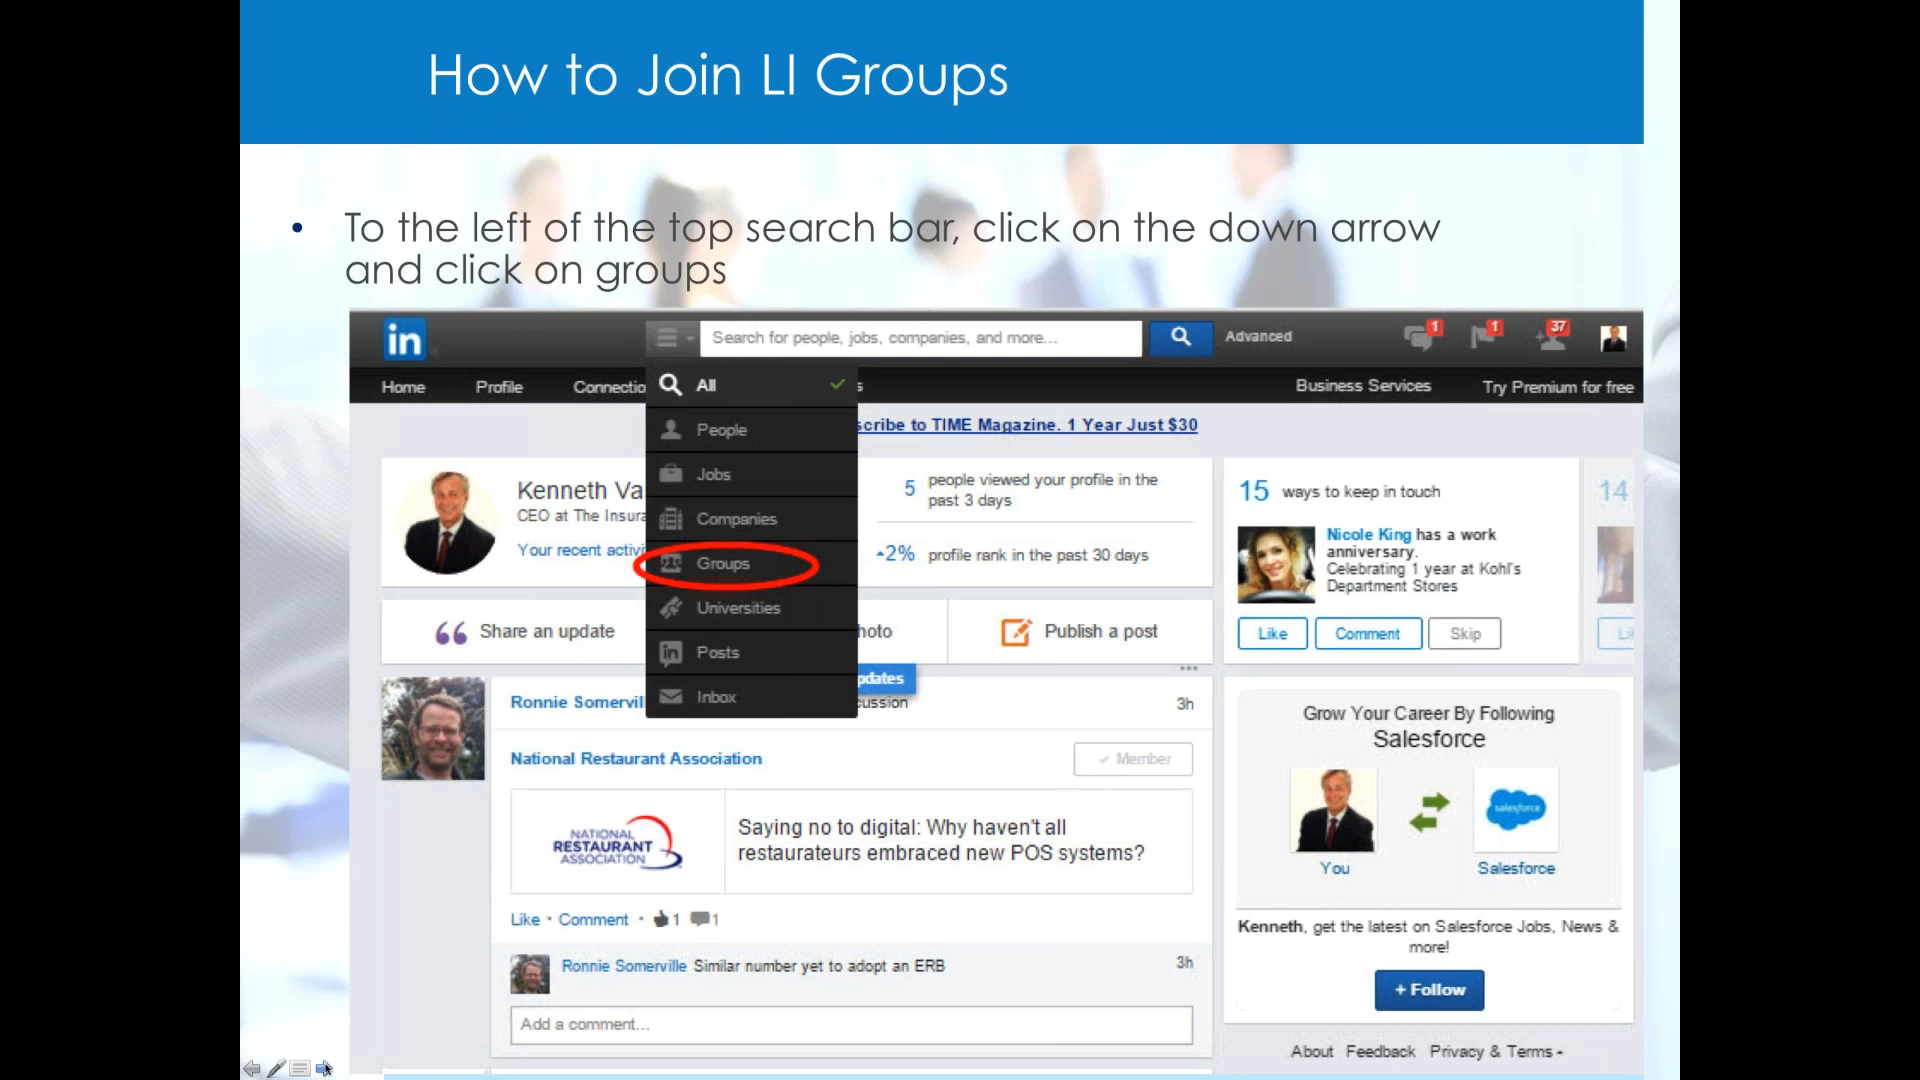 How to Join LI Groups
• To the left of the top search bar, click on the down arrow
and click on groups
in
Search for people, jobs, companies, and more...
Advanced
1
1
37
Home
Profile
Connectio
s
Business Services
Try Premium for free
All
People
Jobs
Companies
Groups
Universities
Posts
Inbox
scribe to TIME Magazine. 1 Year Just $30
Kenneth Va
CEO at The Insura
Your recent activi
5 people viewed your profile in the
past 3 days
2% profile rank in the past 30 days
15 ways to keep in touch
14
Nicole King has a work
anniversary.
Celebrating 1 year at Kohl's
Department Stores
Like
Comment
Skip
Li
Share an update
hoto
Publish a post
pdates
Ronnie Somervil
cussion
3h
National Restaurant Association
Member
NATIONAL
RESTAURANT
ASSOCIATION
Saying no to digital: Why haven't all
restaurateurs embraced new POS systems?
Like • Comment • 1 1
Ronnie Somerville Similar number yet to adopt an ERB
3h
Add a comment...
Grow Your Career By Following
Salesforce
salesforce
You
Salesforce
Kenneth, get the latest on Salesforce Jobs, News &
more!
+ Follow
About Feedback Privacy & Terms